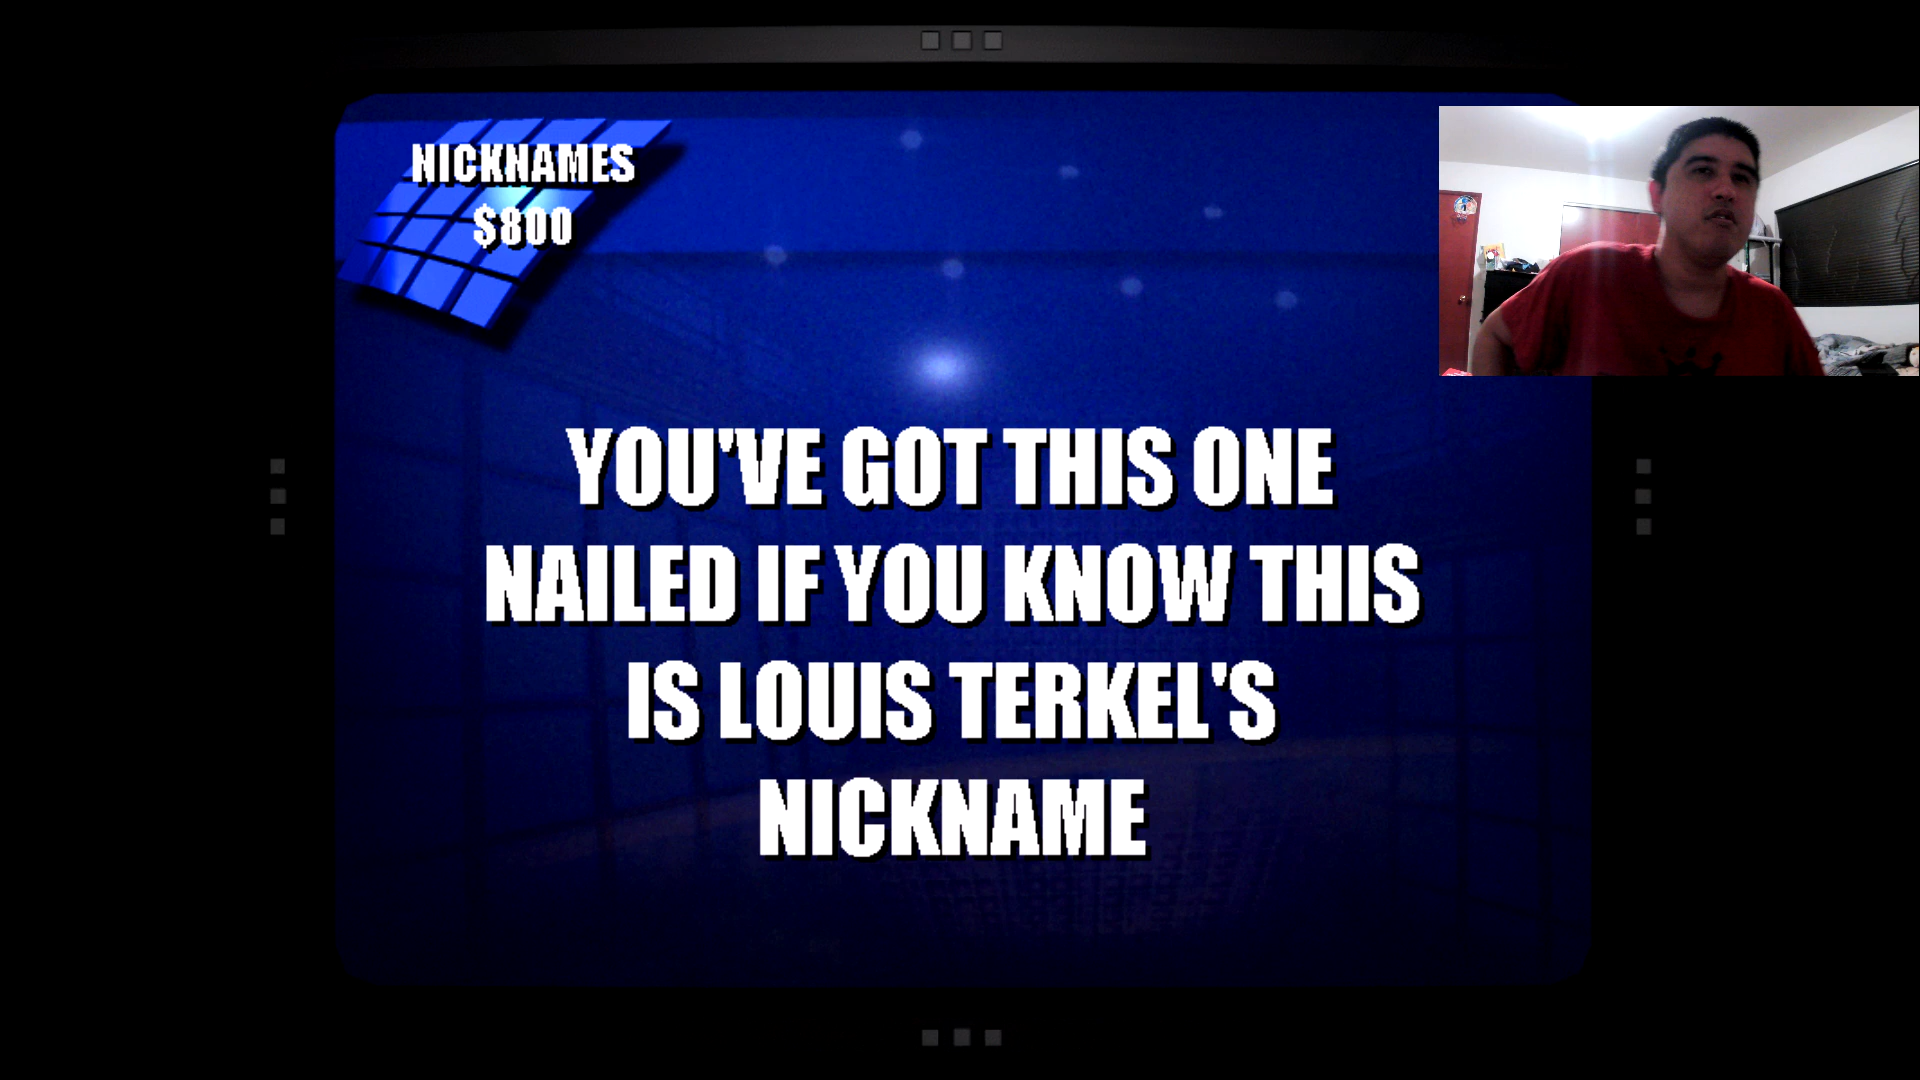 NICKNAMES
$800
YOU'VE GOT THIS ONE
NAILED IF YOU KNOW THIS
IS LOUIS TERKEL'S
NICKNAME